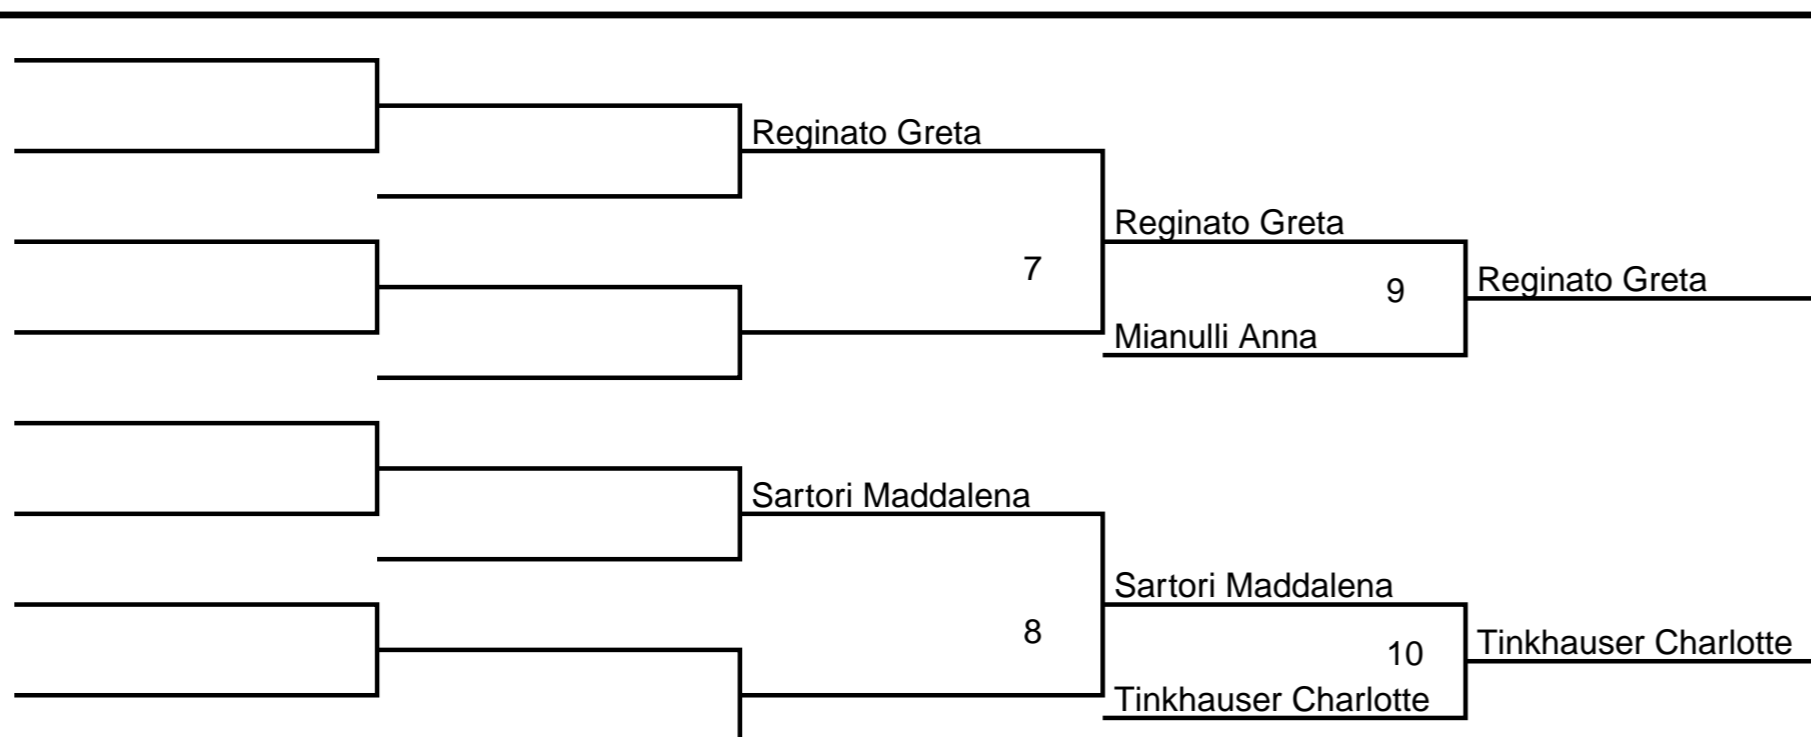 Reginato Greta
Reginato Greta
7
9
Reginato Greta
Mianulli Anna
Sartori Maddalena
Sartori Maddalena
8
10
Tinkhauser Charlotte
Tinkhauser Charlotte